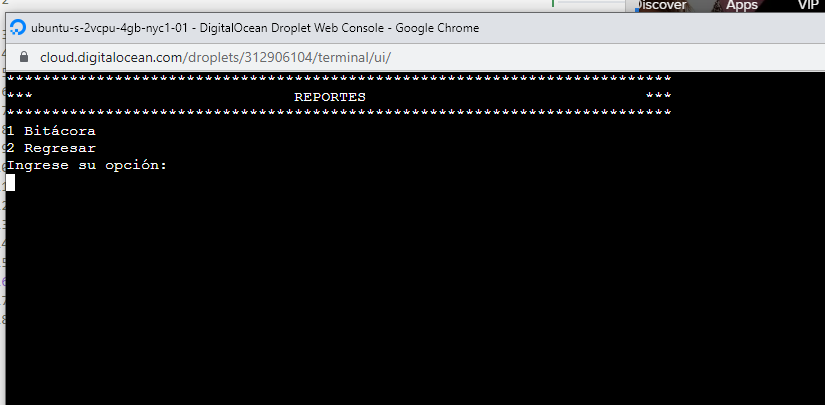 Discover Apps VIP
ubuntu-s-2vcpu-4gb-nyc1-01 - DigitalOcean Droplet Web Console - Google Chrome
cloud.digitalocean.com/droplets/312906104/terminal/ui/
**************************************************************************
*** REPORTES ***
**************************************************************************
1 Bitácora
2 Regresar
Ingrese su opción: